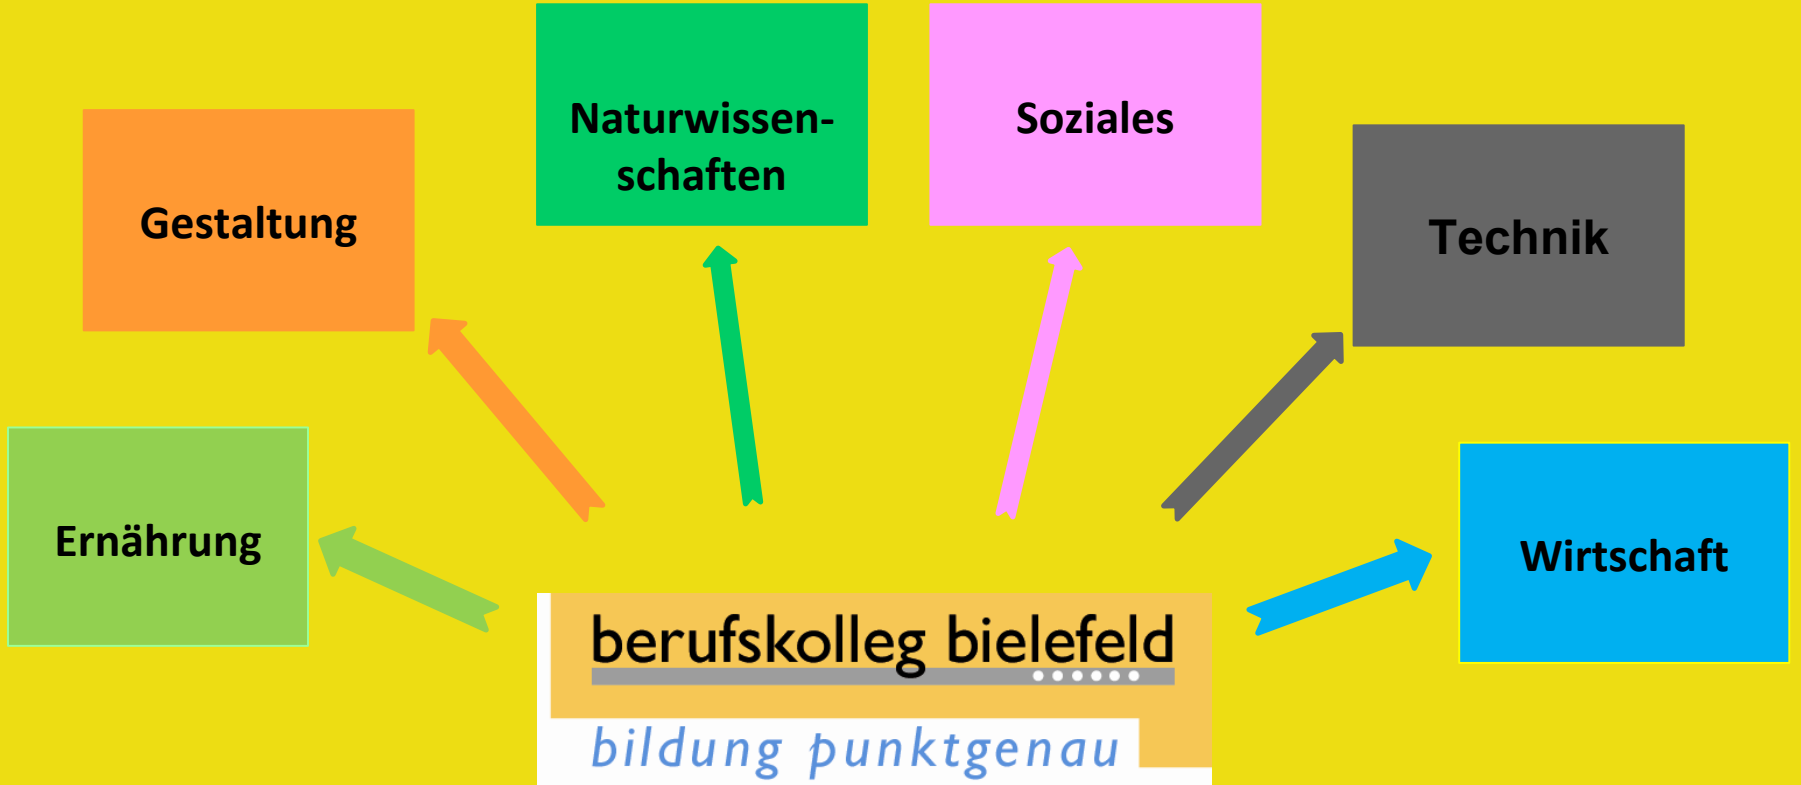 Naturwissen-
schaften
Soziales
Gestaltung
Technik
Ernährung
Wirtschaft
berufskolleg bielefeld
bildung punktgenau